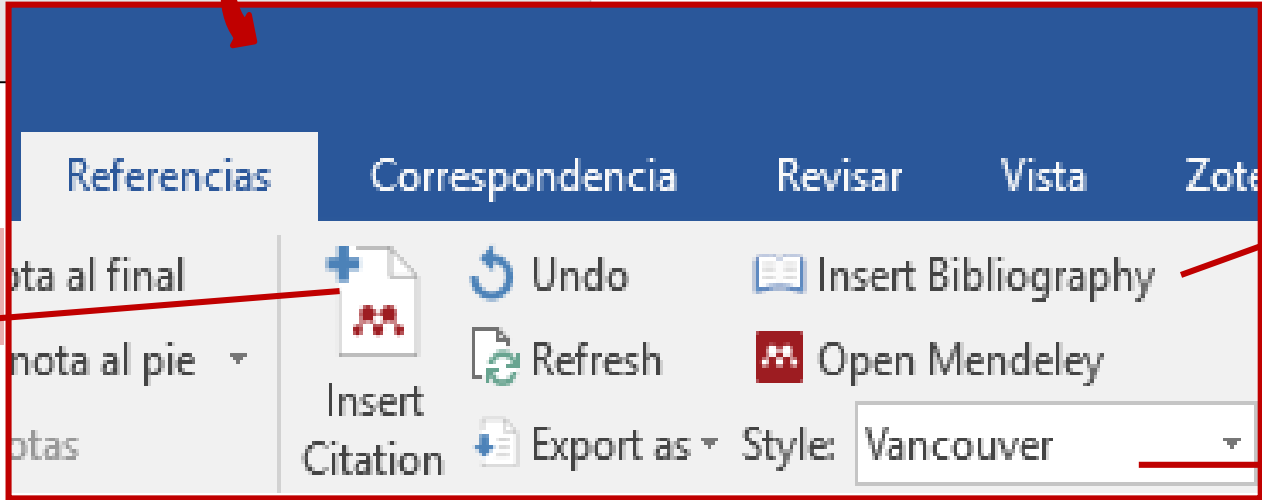 Referencias Correspondencia Revisar Vista Zote
ota al final Undo Insert Bibliography
nota al pie Refresh Open Mendeley
Insert
Citation
otas Export as Style: Vancouver